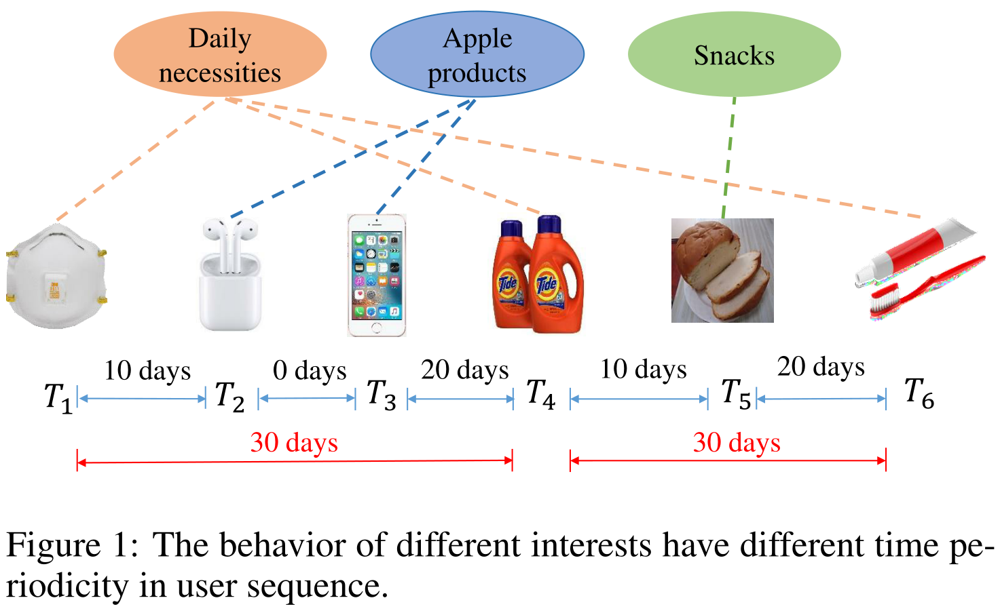 Daily
necessities
Apple
products
Snacks
Tide
Tide
10 days
0 days
20 days
10 days
20 days
T1
T2
T3
T4
T5
T6
30 days
30 days
Figure 1: The behavior of different interests have different time pe-
riodicity in user sequence.